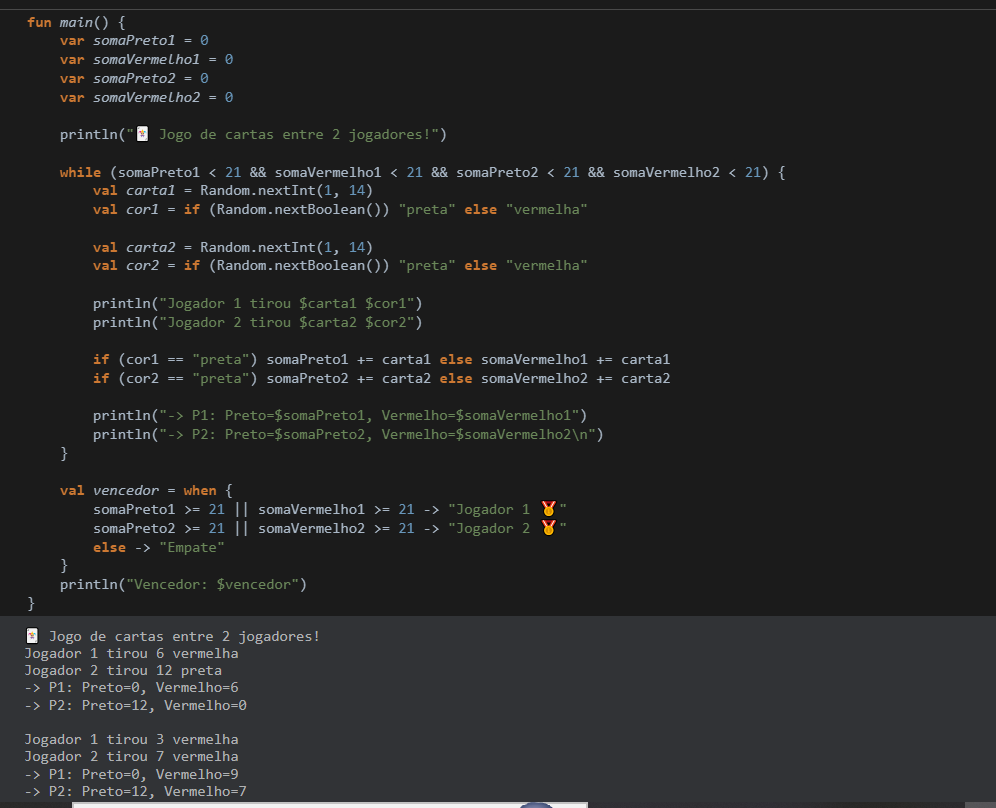 fun main() {
    var somaPreto1 = 0
    var somaVermelho1 = 0
    var somaPreto2 = 0
    var somaVermelho2 = 0

    println("🃏 Jogo de cartas entre 2 jogadores!")

    while (somaPreto1 < 21 && somaVermelho1 < 21 && somaPreto2 < 21 && somaVermelho2 < 21) {
        val carta1 = Random.nextInt(1, 14)
        val cor1 = if (Random.nextBoolean()) "preta" else "vermelha"

        val carta2 = Random.nextInt(1, 14)
        val cor2 = if (Random.nextBoolean()) "preta" else "vermelha"

        println("Jogador 1 tirou $carta1 $cor1")
        println("Jogador 2 tirou $carta2 $cor2")

        if (cor1 == "preta") somaPreto1 += carta1 else somaVermelho1 += carta1
        if (cor2 == "preta") somaPreto2 += carta2 else somaVermelho2 += carta2

        println("-> P1: Preto=$somaPreto1, Vermelho=$somaVermelho1")
        println("-> P2: Preto=$somaPreto2, Vermelho=$somaVermelho2\n")
    }

    val vencedor = when {
        somaPreto1 >= 21 || somaVermelho1 >= 21 -> "Jogador 1 🏅"
        somaPreto2 >= 21 || somaVermelho2 >= 21 -> "Jogador 2 🏅"
        else -> "Empate"
    }
    println("Vencedor: $vencedor")
}
🃏 Jogo de cartas entre 2 jogadores!
Jogador 1 tirou 6 vermelha
Jogador 2 tirou 12 preta
-> P1: Preto=0, Vermelho=6
-> P2: Preto=12, Vermelho=0

Jogador 1 tirou 3 vermelha
Jogador 2 tirou 7 vermelha
-> P1: Preto=0, Vermelho=9
-> P2: Preto=12, Vermelho=7